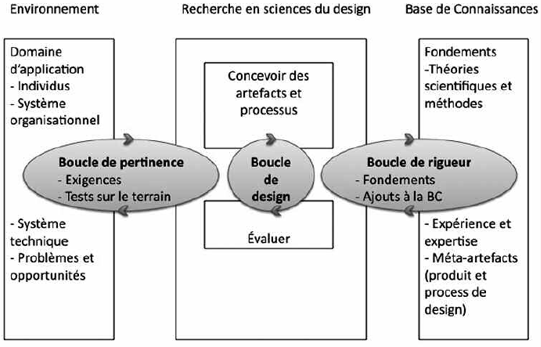 Environnement
Recherche en sciences du design
Base de Connaissances
Domaine
d'application
- Individus
- Système
organisationnel
Concevoir des
artefacts et
processus
Fondements
-Théories
scientifiques et
méthodes
Boucle de pertinence
- Exigences
- Tests sur le terrain
Boucle
de
design
Boucle de rigueur
- Fondements
- Ajouts à la BC
- Système
technique
- Problèmes et
opportunités
Évaluer
- Expérience et
expertise
- Méta-artefacts
(produit et
process de
design)